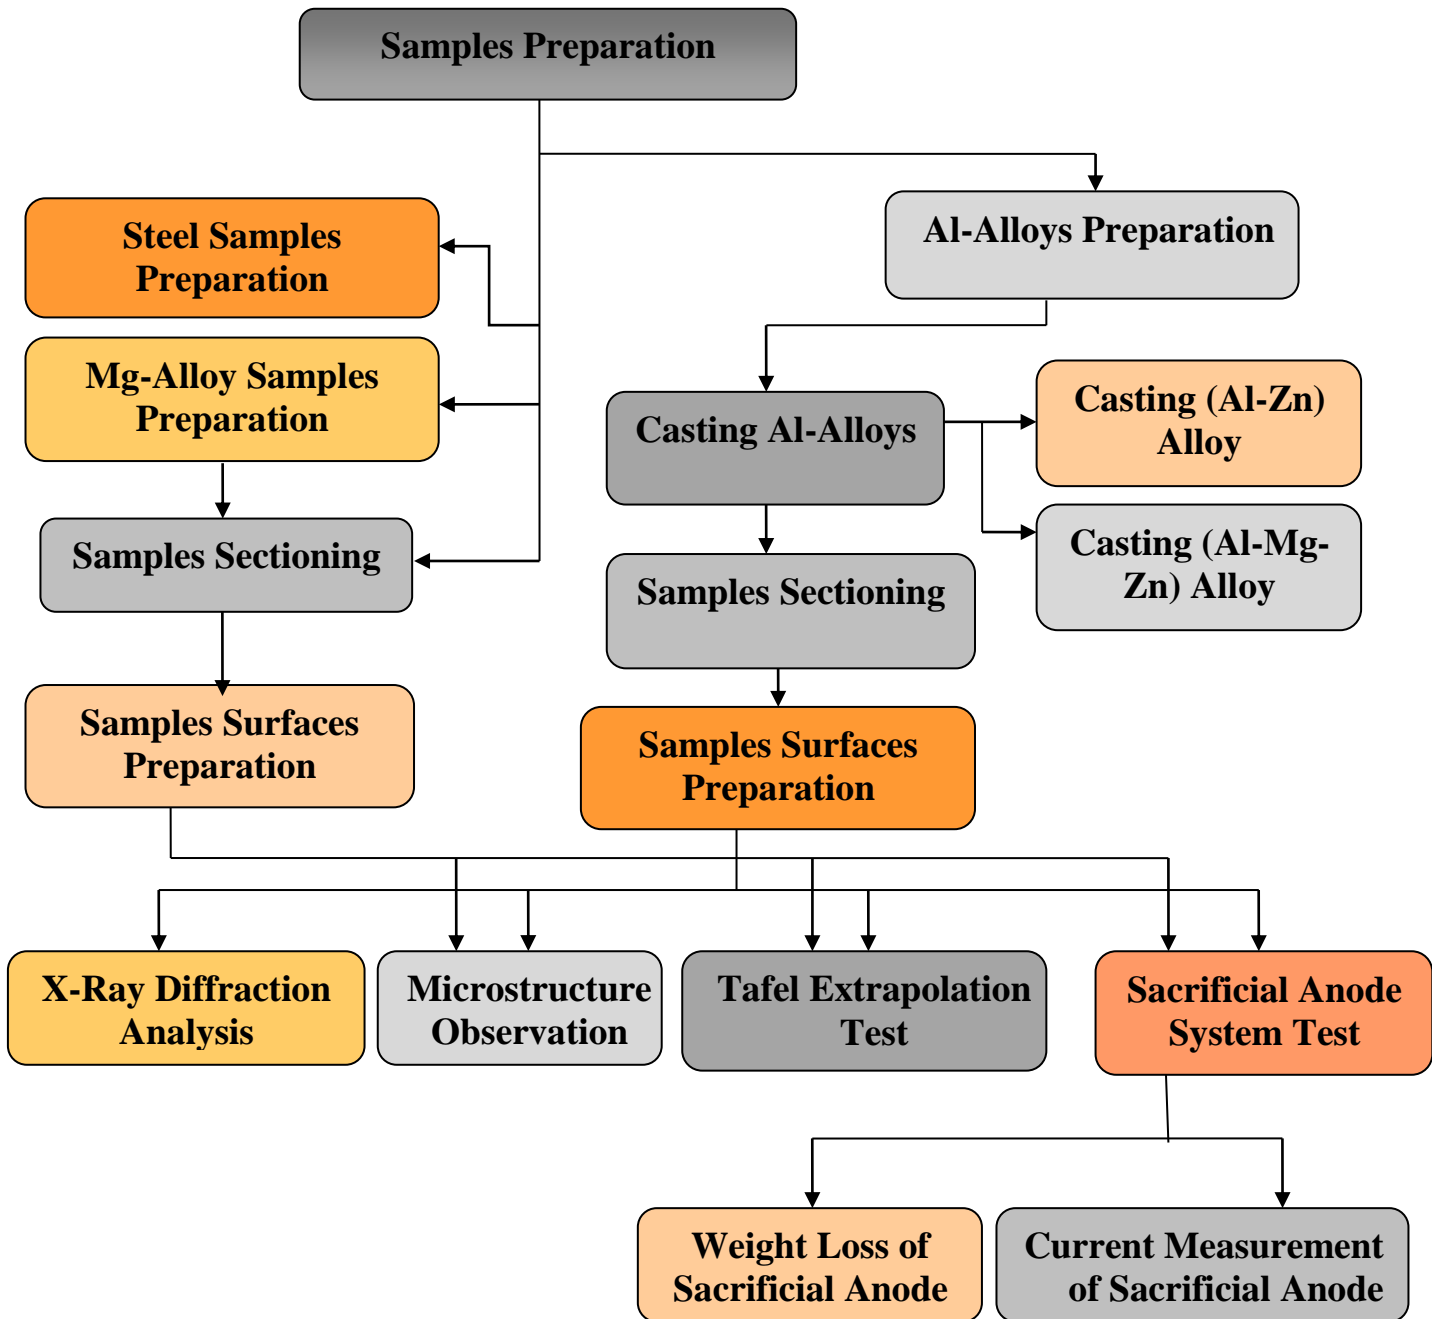 Samples Preparation
Steel Samples
Preparation
Al-Alloys Preparation
Mg-Alloy Samples
Preparation
Casting Al-Alloys
Casting (Al-Zn)
Alloy
Samples Sectioning
Samples Sectioning
Casting (Al-Mg-
Zn) Alloy
Samples Surfaces
Preparation
Samples Surfaces
Preparation
X-Ray Diffraction
Analysis
Microstructure
Observation
Tafel Extrapolation
Test
Sacrificial Anode
System Test
Weight Loss of
Sacrificial Anode
Current Measurement
of Sacrificial Anode